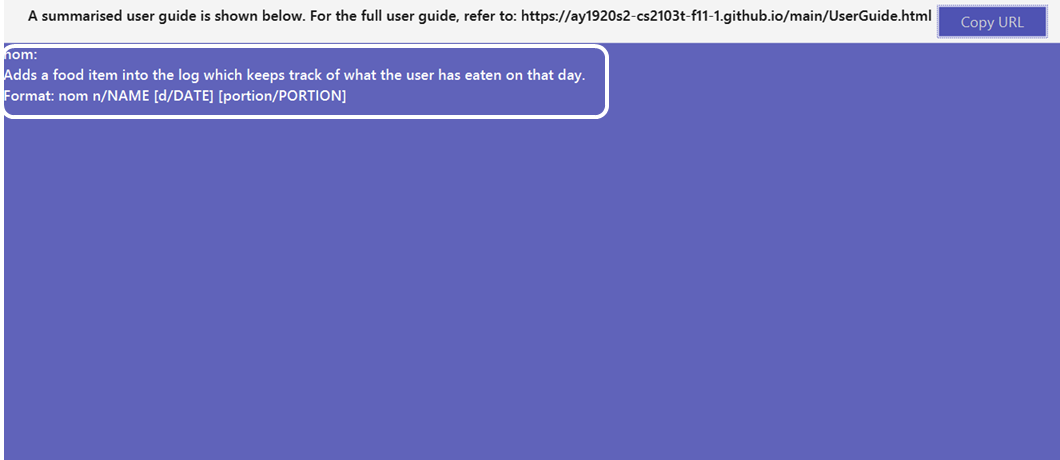 A summarised user guide is shown below. For the full user guide, refer to: https://ay1920s2-cs2103t-f11-1.github.io/main/UserGuide.html
Copy URL
nom:
Adds a food item into the log which keeps track of what the user has eaten on that day.
Format: nom n/NAME [d/DATE] [portion/PORTION]